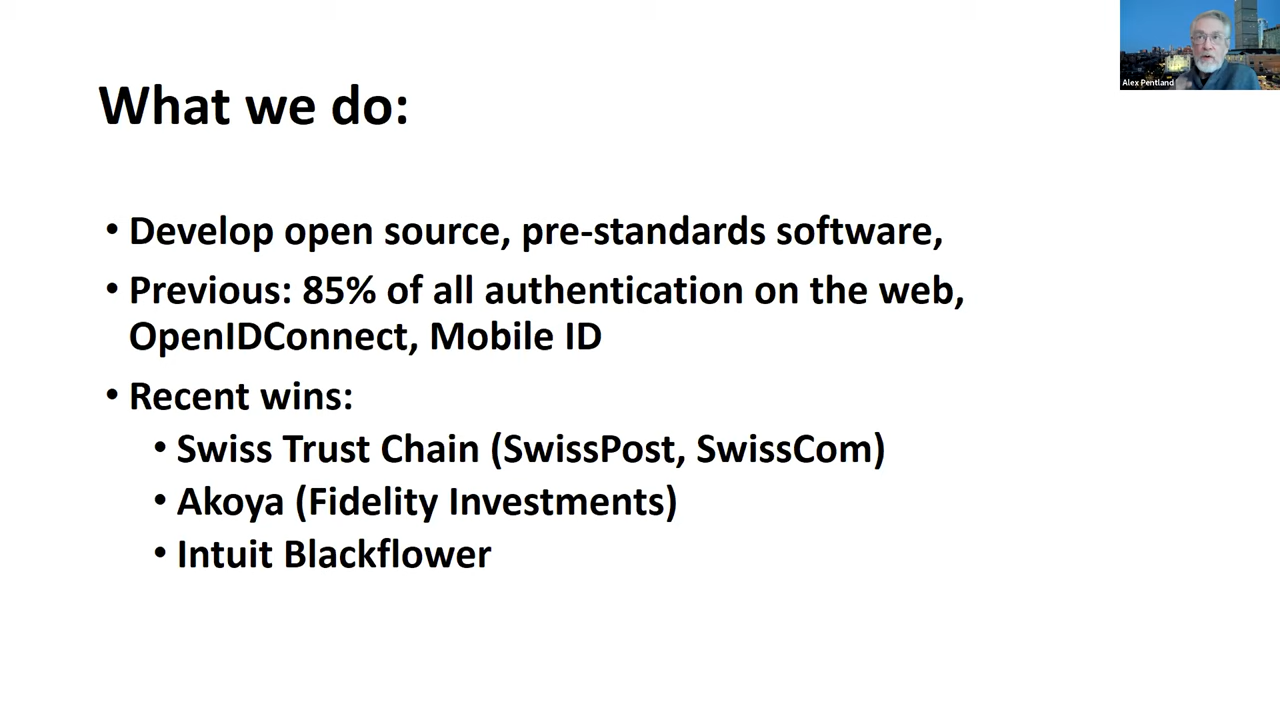 Alex Pentland
What we do:
• Develop open source, pre-standards software,
• Previous: 85% of all authentication on the web,
OpenIDConnect, Mobile ID
• Recent wins:
• Swiss Trust Chain (SwissPost, SwissCom)
• Akoya (Fidelity Investments)
• Intuit Blackflower